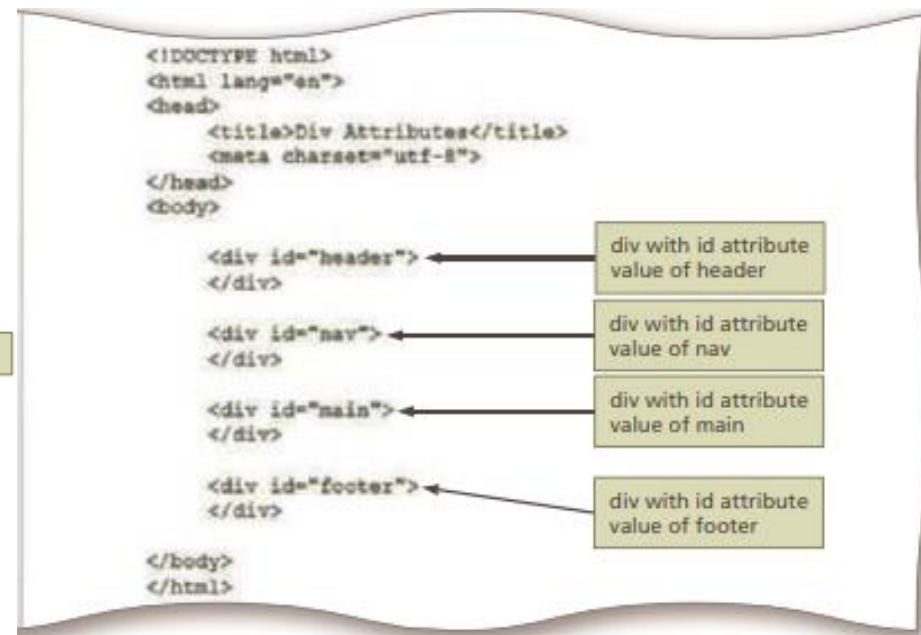 <!DOCTYPE html>
<html lang="en">
<head>
<title>Div Attributes</title>
<meta charset="utf-8">
</head>
<body>
<div id="header">
</div>
<div id="nav">
</div>
<div id="main">
</div>
<div id="footer">
</div>
</body>
</html>
div with id attribute
value of header
div with id attribute
value of nav
div with id attribute
value of main
div with id attribute
value of footer